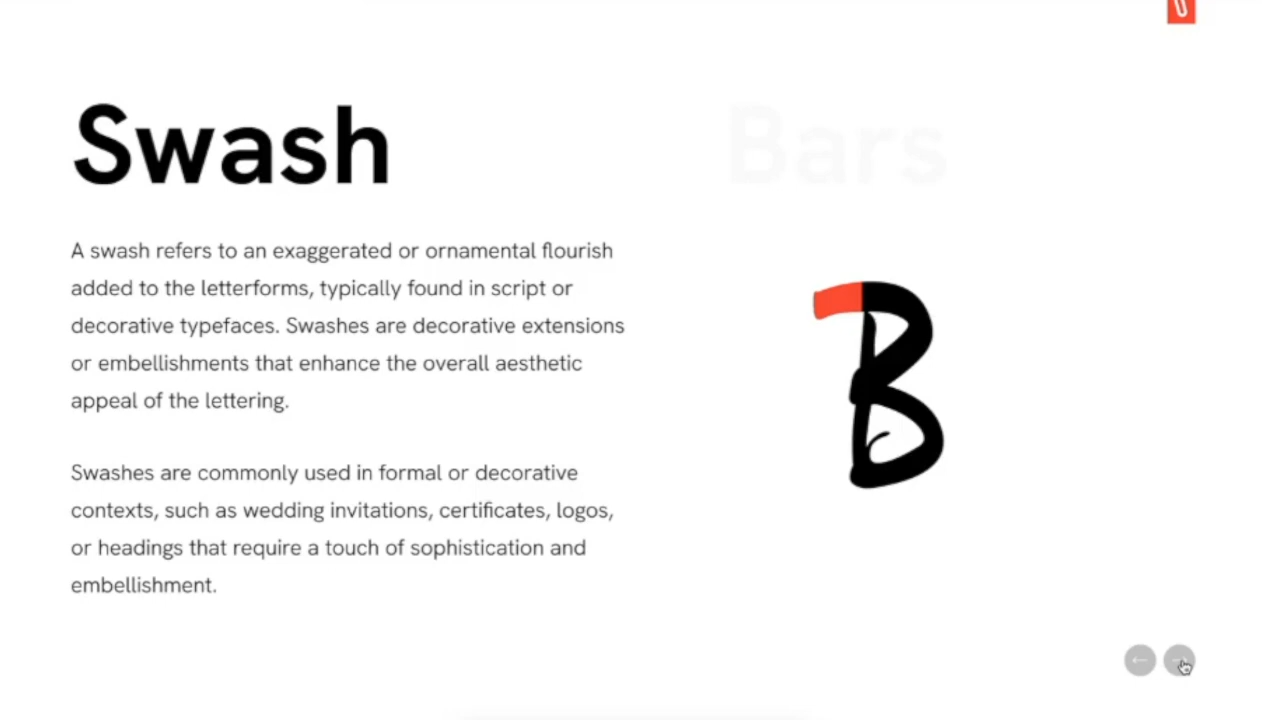 Swash
Bars
A swash refers to an exaggerated or ornamental flourish
added to the letterforms, typically found in script or
decorative typefaces. Swashes are decorative extensions
or embellishments that enhance the overall aesthetic
appeal of the lettering.
Swashes are commonly used in formal or decorative
contexts, such as wedding invitations, certificates, logos,
or headings that require a touch of sophistication and
embellishment.
B